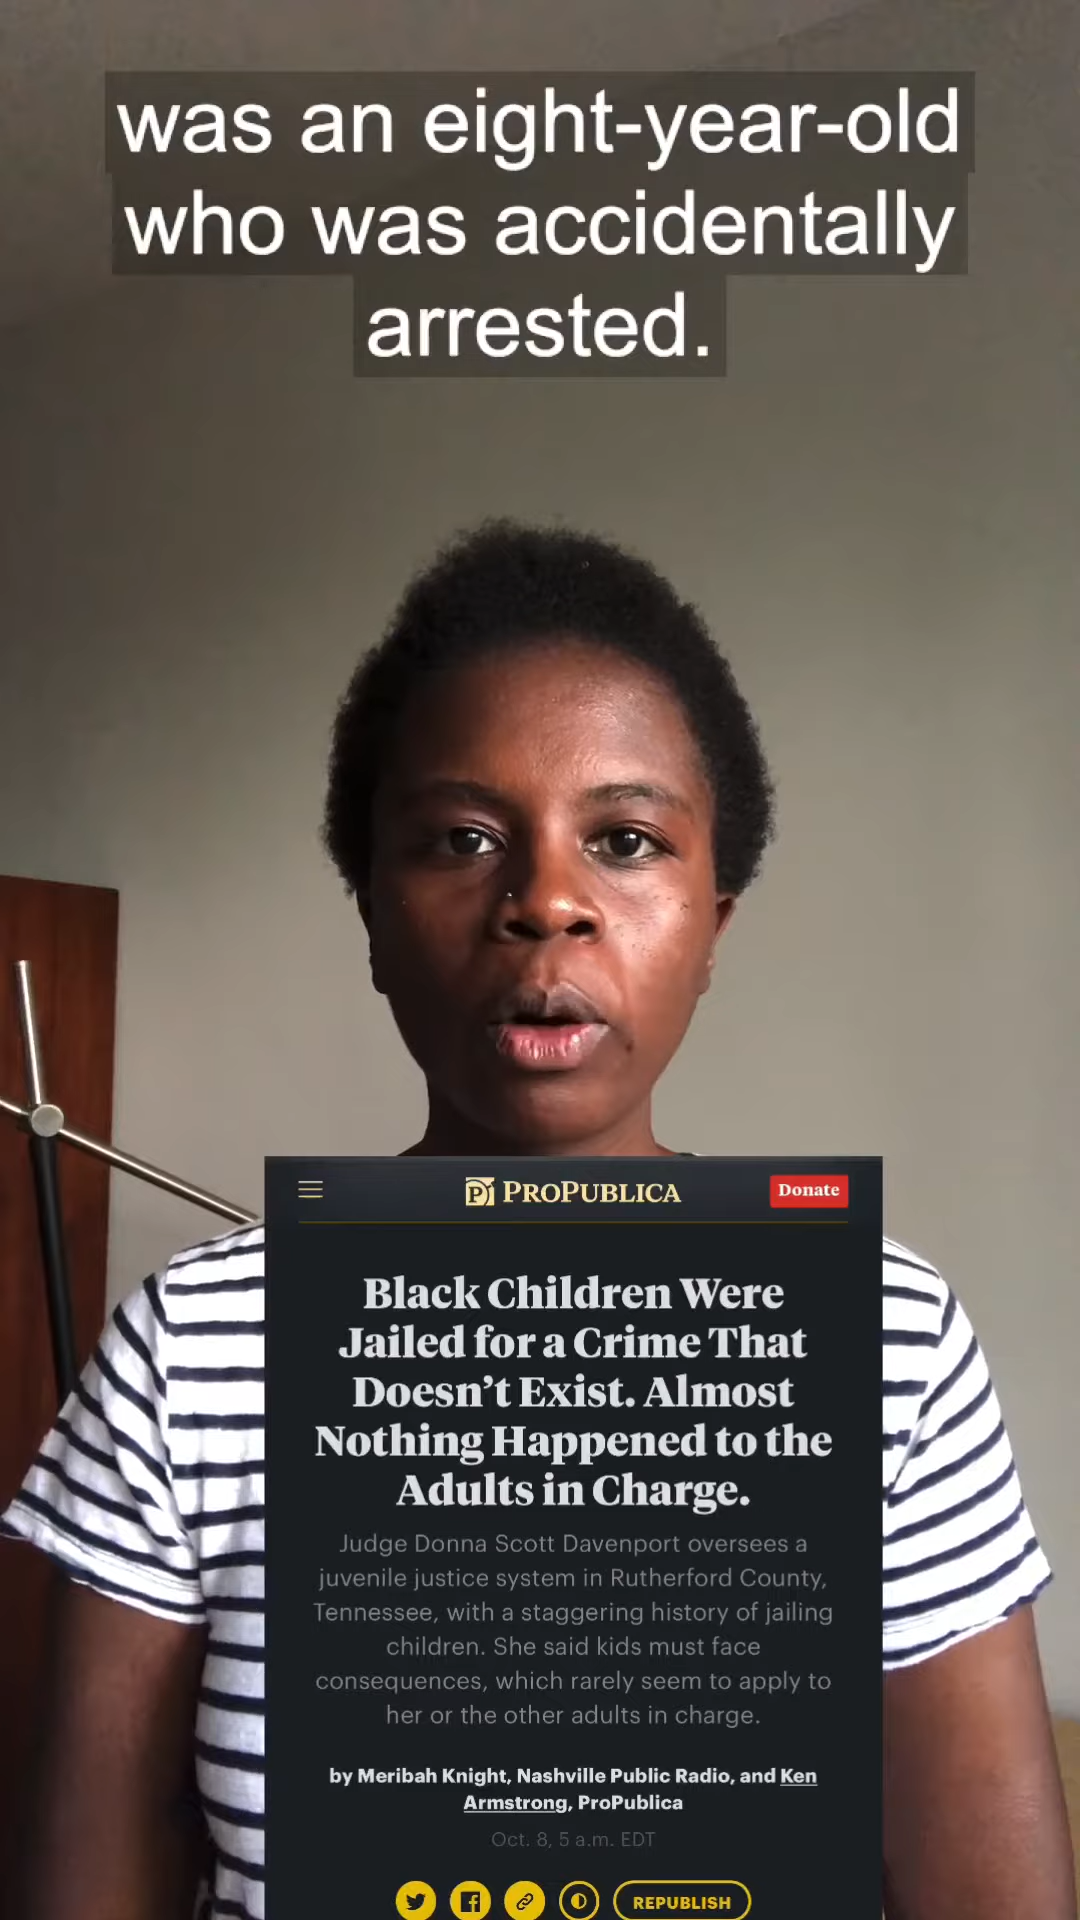 was an eight-year-old
who was accidentally
arrested.
PROPUBLICA
Donate
Black Children Were
Jailed for a Crime That
Doesn’t Exist. Almost
Nothing Happened to the
Adults in Charge.
Judge Donna Scott Davenport oversees a
juvenile justice system in Rutherford County,
Tennessee, with a staggering history of jailing
children. She said kids must face
consequences, which rarely seem to apply to
her or the other adults in charge.
by Meribah Knight, Nashville Public Radio, and Ken
Armstrong, ProPublica
Oct. 8, 5 a.m. EDT
REPUBLISH